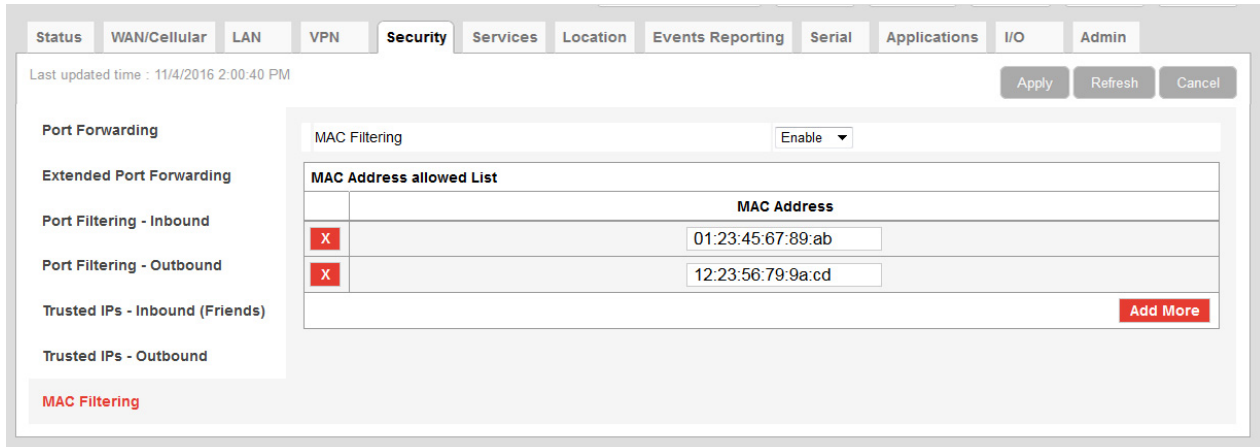 Status WAN/Cellular LAN VPN Security Services Location Events Reporting Serial Applications I/O Admin
Last updated time : 11/4/2016 2:00:40 PM
Apply Refresh Cancel
Port Forwarding
Extended Port Forwarding
Port Filtering - Inbound
Port Filtering - Outbound
Trusted IPs - Inbound (Friends)
Trusted IPs - Outbound
MAC Filtering
MAC Filtering Enable
MAC Address allowed List
MAC Address
X 01:23:45:67:89:ab
X 12:23:56:79:9a:cd
Add More